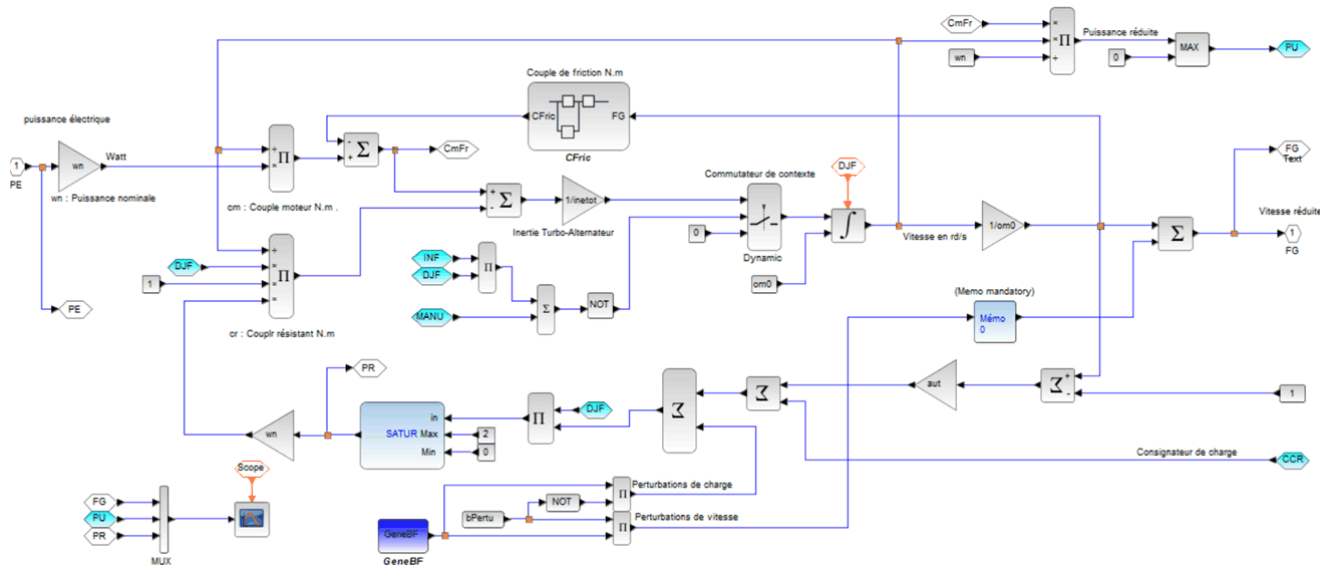 CmFr
wn
Puissance réduite
×
×
÷
Π
0
MAX
PU
Couple de friction N.m
CFric
FG
CFric
puissance électrique
1
PE
wn
Watt
wn : Puissance nominale
÷
×
Π
cm : Couple moteur N.m .
-
+
Σ
CmFr
+
-
Σ
1/inetot
Inertie Turbo-Alternateur
Commutateur de contexte
0
Dynamic
DJF
∫
om0
Vitesse en rd/s
1/om0
Σ
FG
Text
Vitesse réduite
1
FG
÷
×
×
×
Π
DJF
1
cr : Couplr résistant N.m
PE
INF
DJF
Π
MANU
Σ
NOT
(Memo mandatory)
Mémo
0
PR
wn
in
SATUR Max
Min
2
0
Π
DJF
Σ
Σ
aut
Σ
+
-
1
Consignateur de charge
CCR
Scope
FG
PU
PR
MUX
GeneBF
GeneBF
bPertu
NOT
Π
Π
Perturbations de charge
Perturbations de vitesse